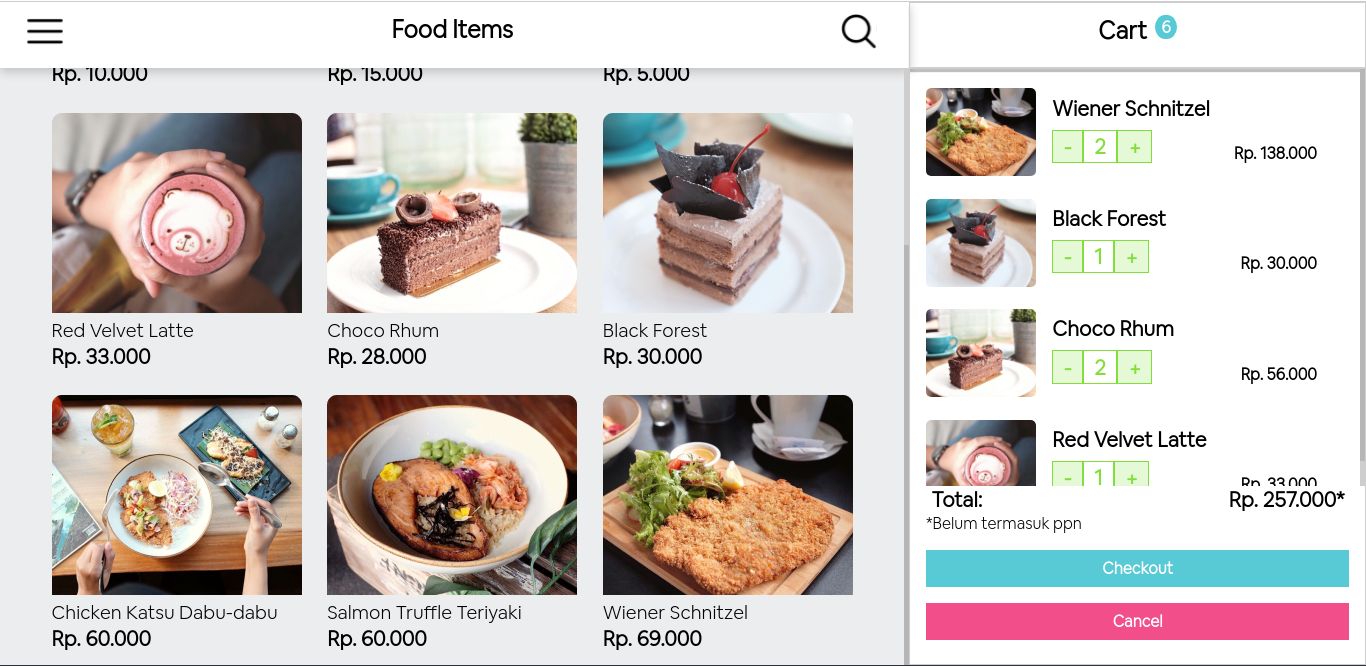 Food Items
Cart 6
Rp. 10.000
Rp. 15.000
Rp. 5.000
Red Velvet Latte
Rp. 33.000
Choco Rhum
Rp. 28.000
Black Forest
Rp. 30.000
Chicken Katsu Dabu-dabu
Rp. 60.000
Salmon Truffle Teriyaki
Rp. 60.000
Wiener Schnitzel
Rp. 69.000
Wiener Schnitzel
- 2 +
Rp. 138.000
Black Forest
- 1 +
Rp. 30.000
Choco Rhum
- 2 +
Rp. 56.000
Red Velvet Latte
- 1 +
Rp. 33.000
Total: Rp. 257.000*
*Belum termasuk ppn
Checkout
Cancel